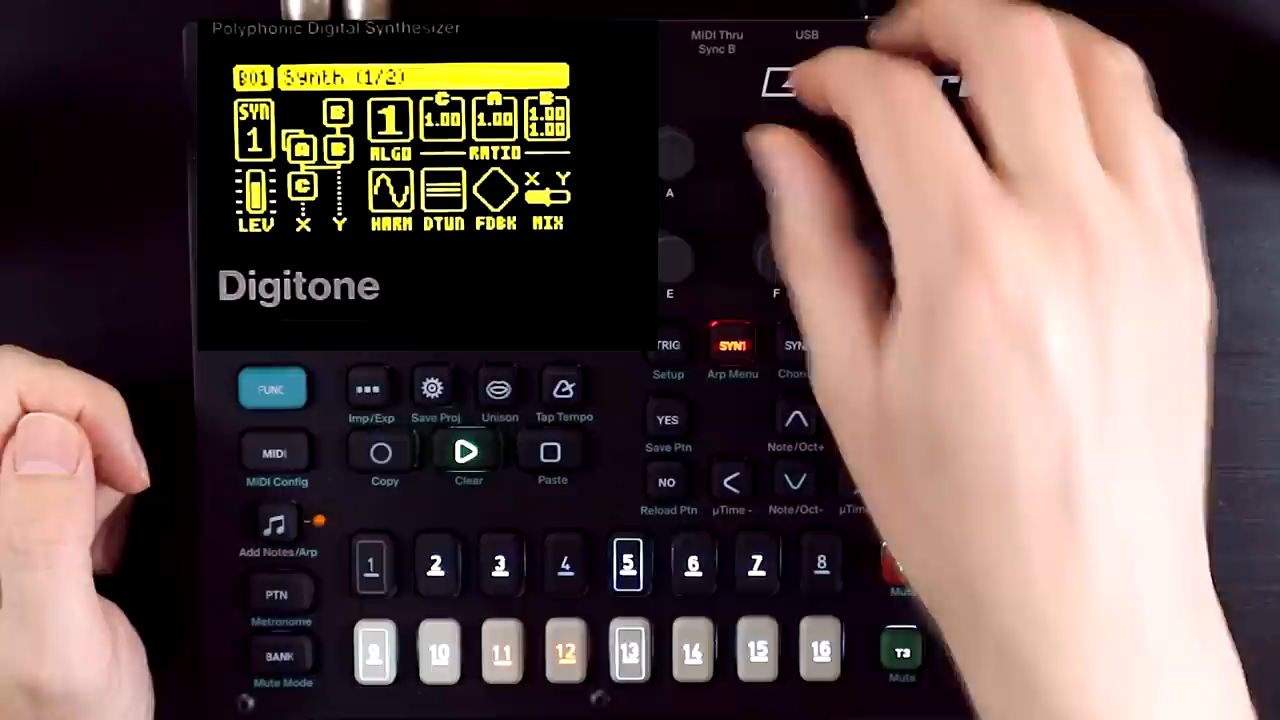 Polyphonic Digital Synthesizer
MIDI Thru
Sync B
USB
B01 Synth (1/2)
SYN
1
B
A B
C
1
C
1.00
A
1.00
B
1.00
1.00
ALGO RATIO
X Y
LEV X Y HARM DTUN FDBK MIX
A
E F
Digitone
TRIG SYN1
Setup Arp Menu
FUNC
Imp/Exp Save Proj Unison Tap Tempo
YES
Save Ptn Note/Oct+
MIDI
MIDI Config Copy Clear Paste
NO
Reload Ptn µTime - Note/Oct-
Add Notes/Arp
1 2 3 4 5 6 7 8
PTN
Metronome
BANK
Mute Mode
9 10 11 12 13 14 15 16
T3
Mute